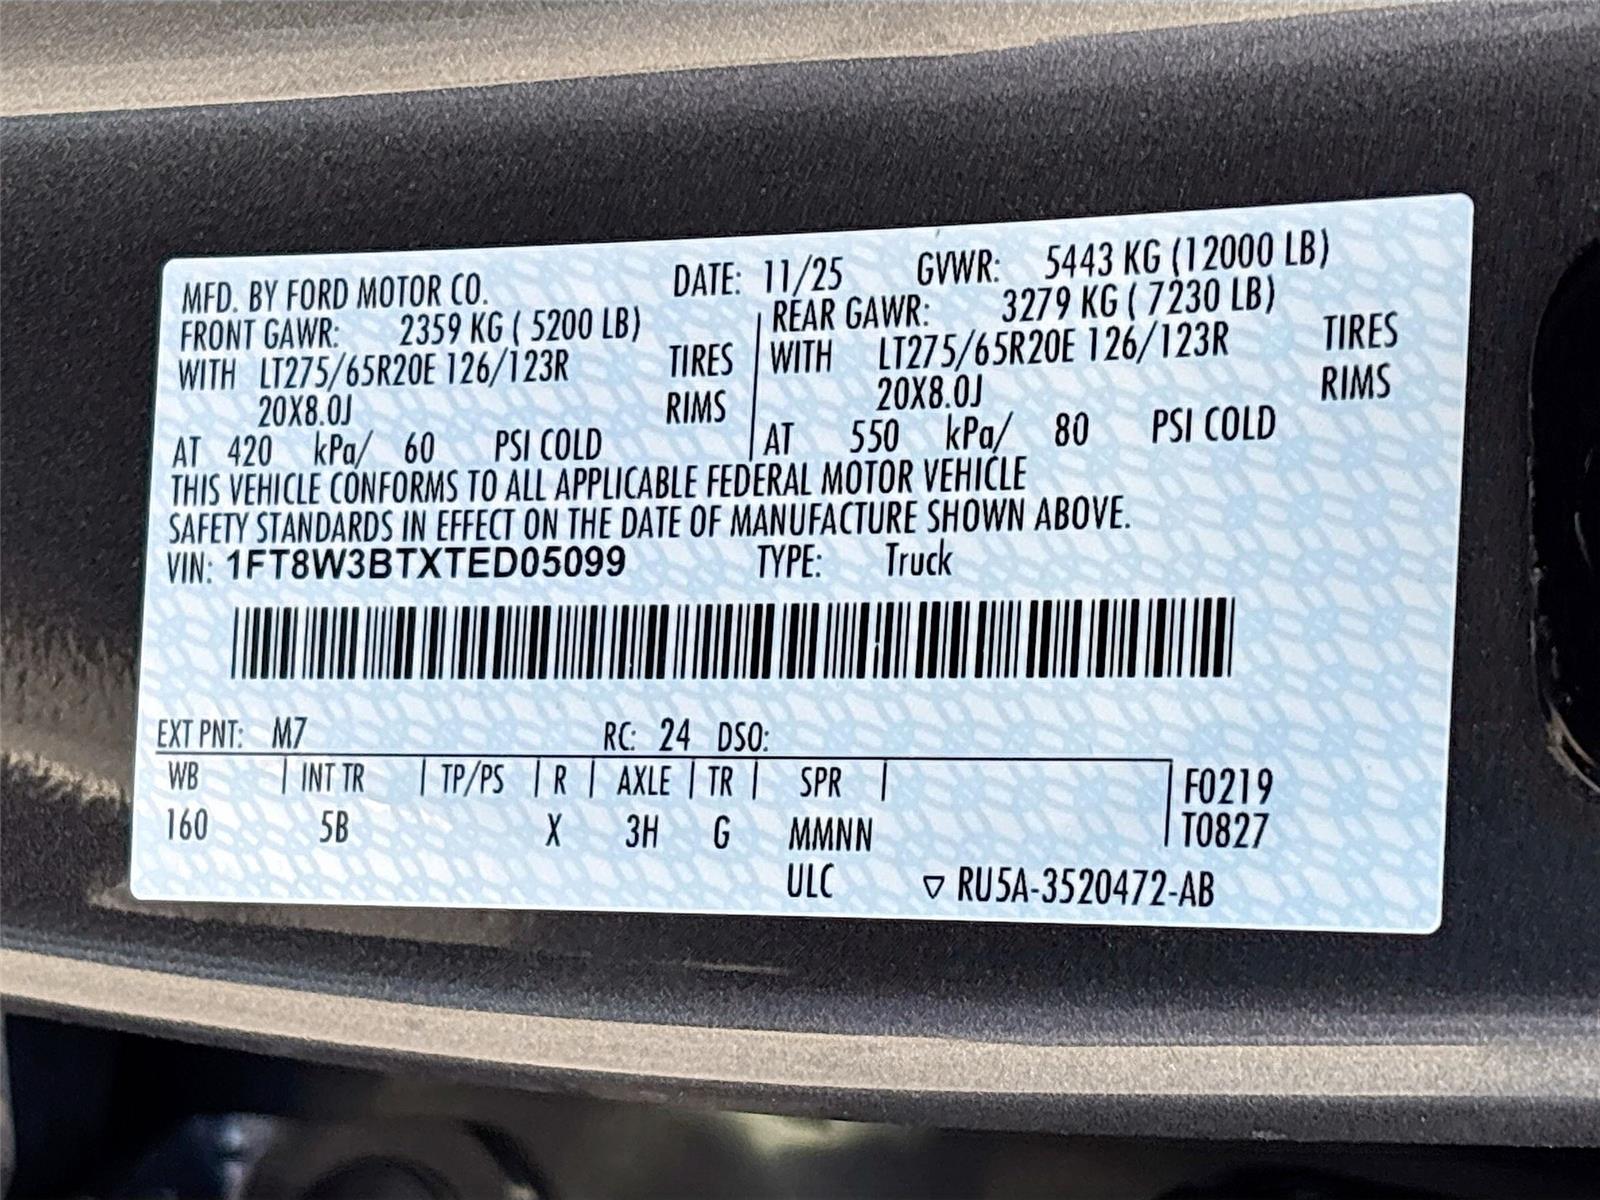 MFD. BY FORD MOTOR CO. DATE: 11/25 GVWR: 5443 KG (12000 LB)
FRONT GAWR: 2359 KG ( 5200 LB) REAR GAWR: 3279 KG ( 7230 LB)
WITH LT275/65R20E 126/123R TIRES WITH LT275/65R20E 126/123R TIRES
20X8.0J RIMS 20X8.0J RIMS
AT 420 kPa/ 60 PSI COLD AT 550 kPa/ 80 PSI COLD
THIS VEHICLE CONFORMS TO ALL APPLICABLE FEDERAL MOTOR VEHICLE
SAFETY STANDARDS IN EFFECT ON THE DATE OF MANUFACTURE SHOWN ABOVE.
VIN: 1FT8W3BTXTED05099 TYPE: Truck
EXT PNT: M7 RC: 24 DSO:
WB | INT TR | TP/PS | R | AXLE | TR | SPR | F0219
160 5B X 3H G MMNN T0827
ULC ▽ RU5A-3520472-AB